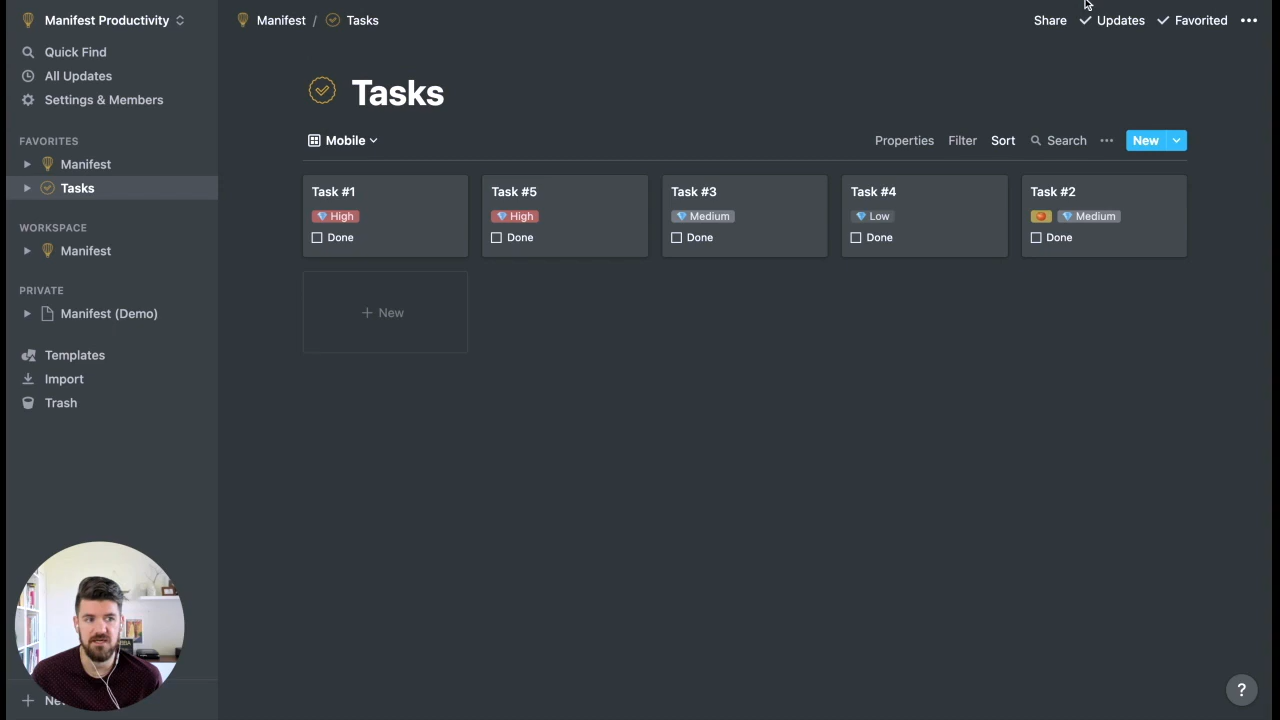 Manifest Productivity
Manifest / Tasks
Share
Updates
Favorited
Quick Find
All Updates
Settings & Members
FAVORITES
Manifest
Tasks
WORKSPACE
Manifest
PRIVATE
Manifest (Demo)
Templates
Import
Trash
Tasks
Mobile
Properties
Filter
Sort
Search
New
Task #1
High
Done
Task #5
High
Done
Task #3
Medium
Done
Task #4
Low
Done
Task #2
Medium
Done
+ New
?